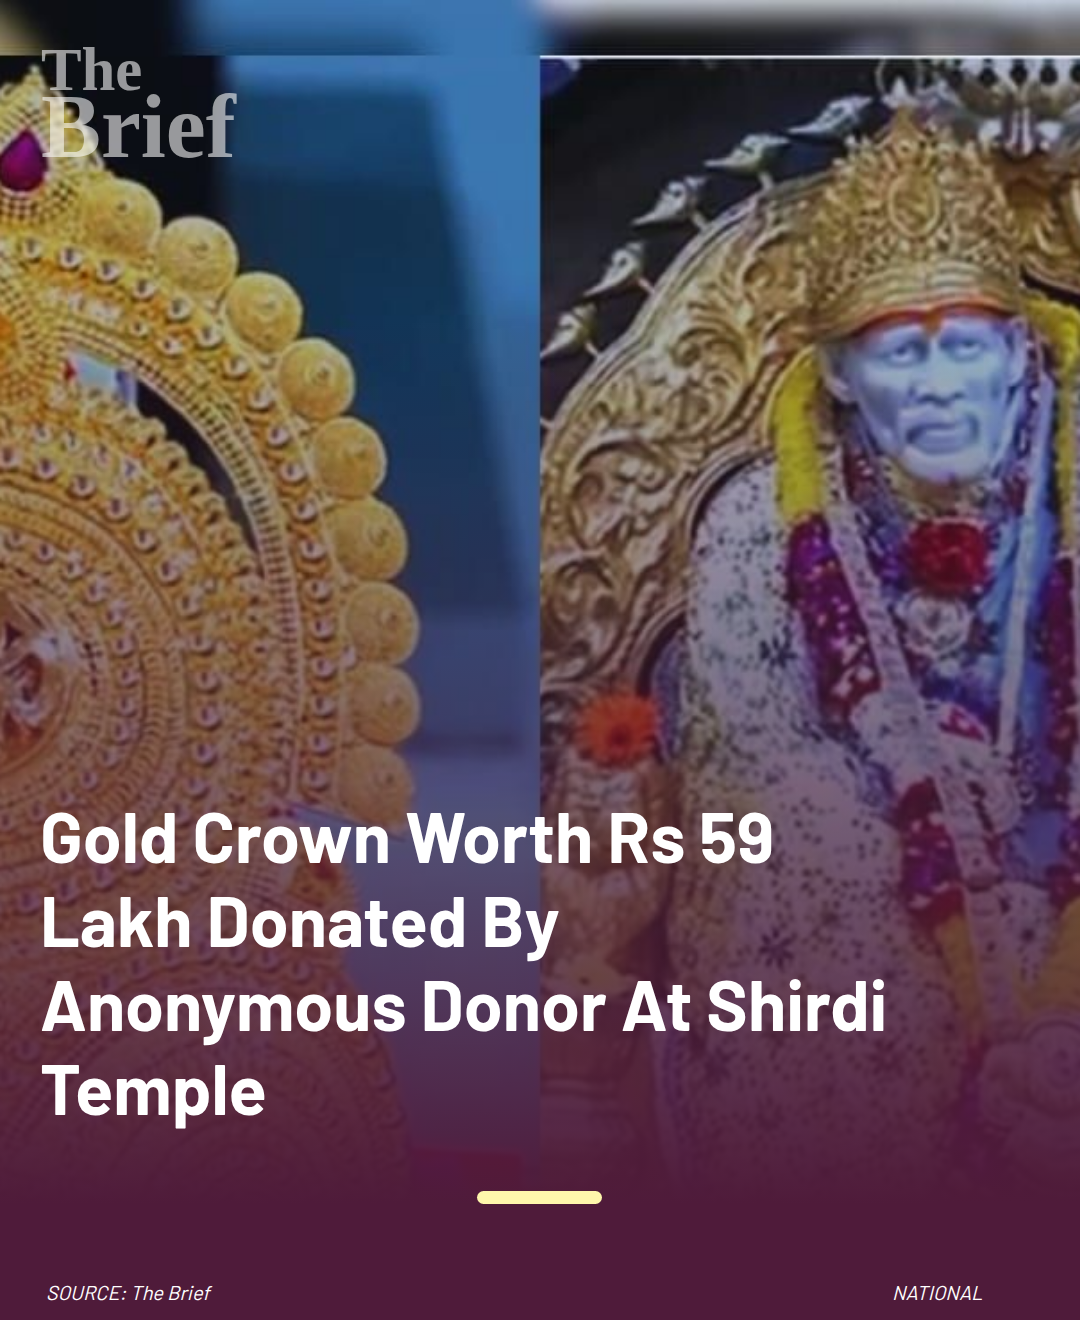 The
Brief
Gold Crown Worth Rs 59
Lakh Donated By
Anonymous Donor At Shirdi
Temple
SOURCE: The Brief
NATIONAL